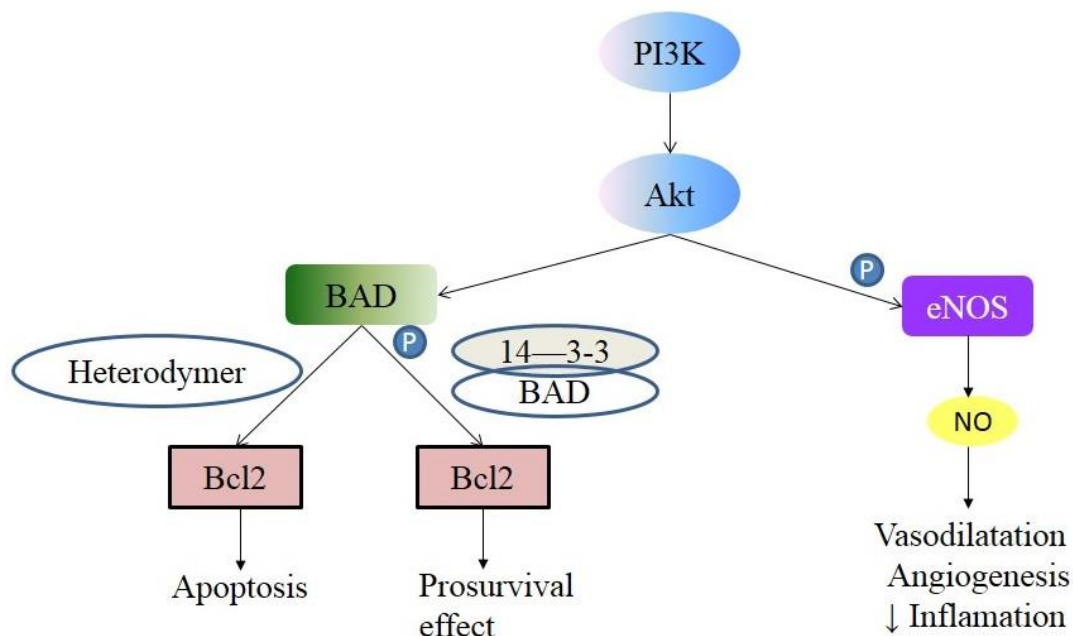 PI3K
Akt
P
BAD
eNOS
P
14—3-3
Heterodymer
BAD
NO
Bcl2
Bcl2
Vasodilatation
Apoptosis
Prosurvival
Angiogenesis
effect
↓ Inflamation